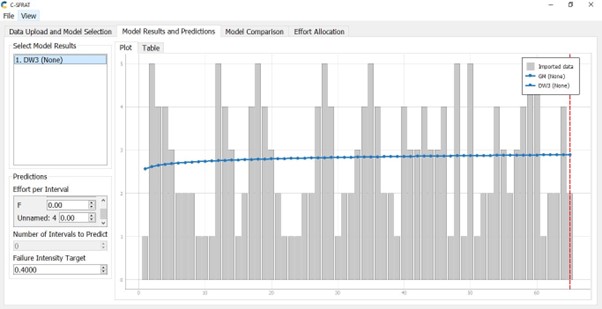 C-SPRAT
File View
Data Upload and Model Selection Model Results and Predictions Model Comparison Effort Allocation
Select Model Results
1. DW3 (None)
Plot Table
Imported data
GM (None)
DW3 (None)
5
4
3
2
1
0
0 10 20 30 40 50 60
Predictions
Effort per Interval
F 0.00
Unnamed: 4 0.00
Number of Intervals to Predict
0
Failure Intensity Target
0.4000